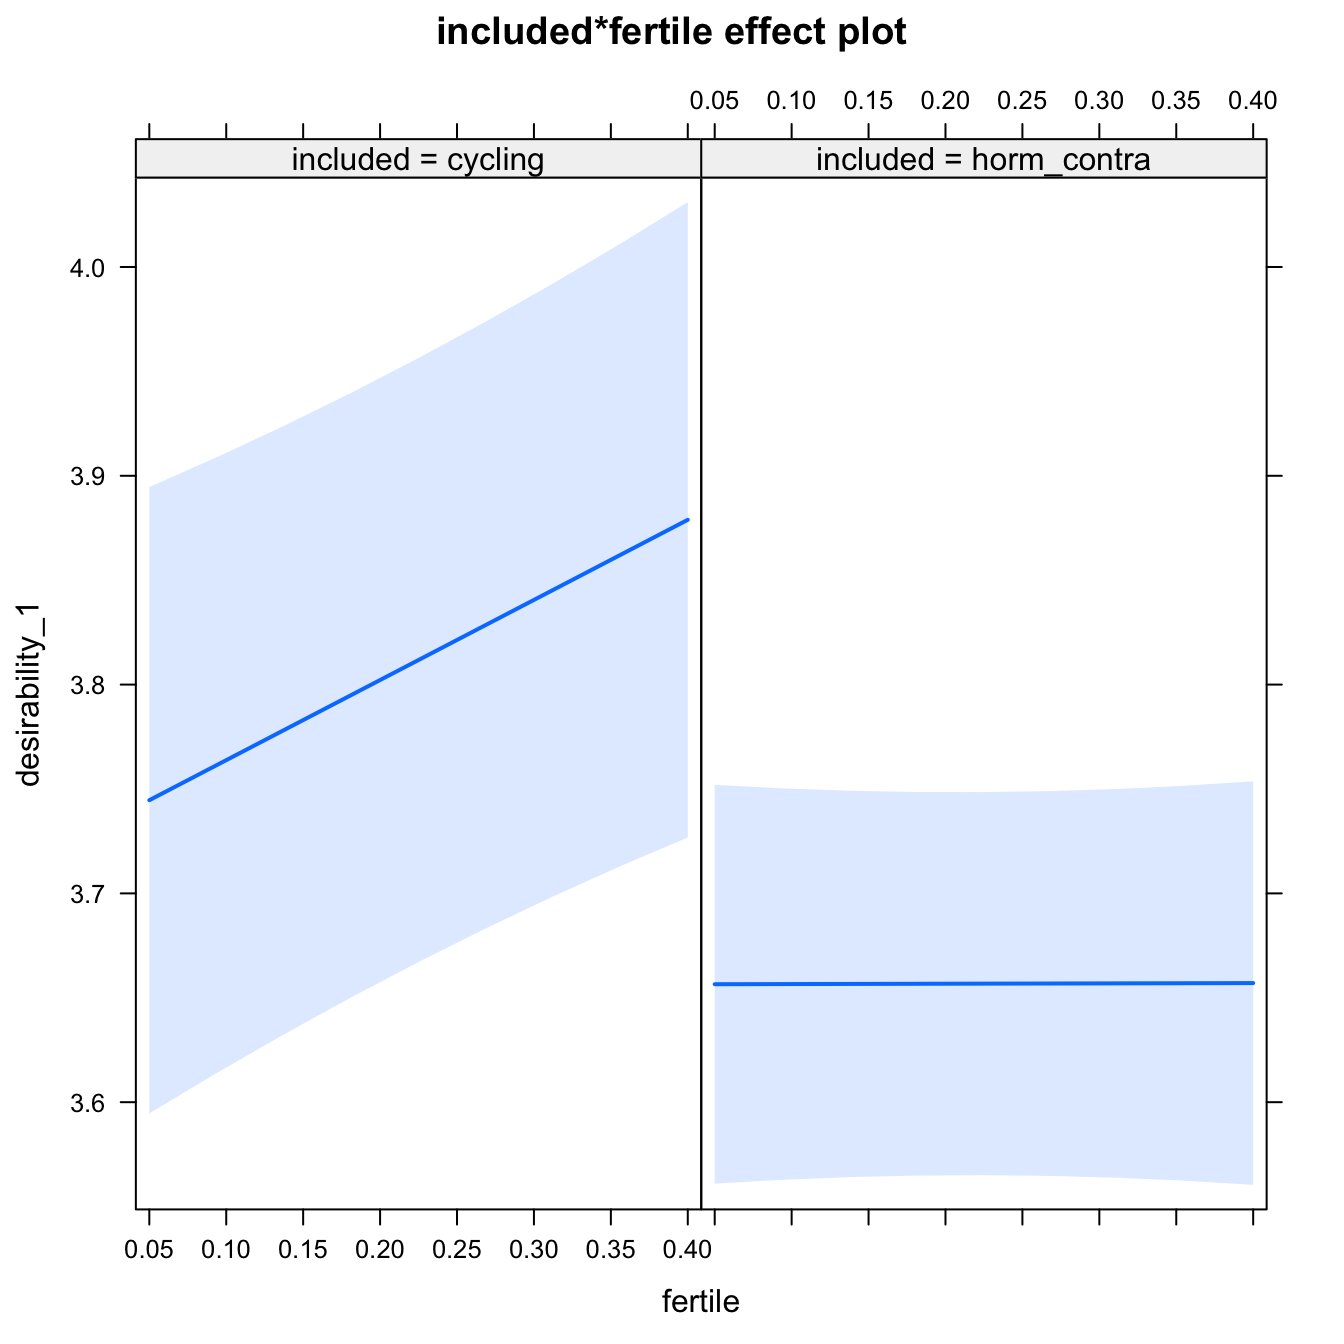 included*fertile effect plot
0.05 0.10 0.15 0.20 0.25 0.30 0.35 0.40
included = cycling
included = horm_contra
4.0
3.9
3.8
3.7
3.6
desirability_1
0.05 0.10 0.15 0.20 0.25 0.30 0.35 0.40
fertile